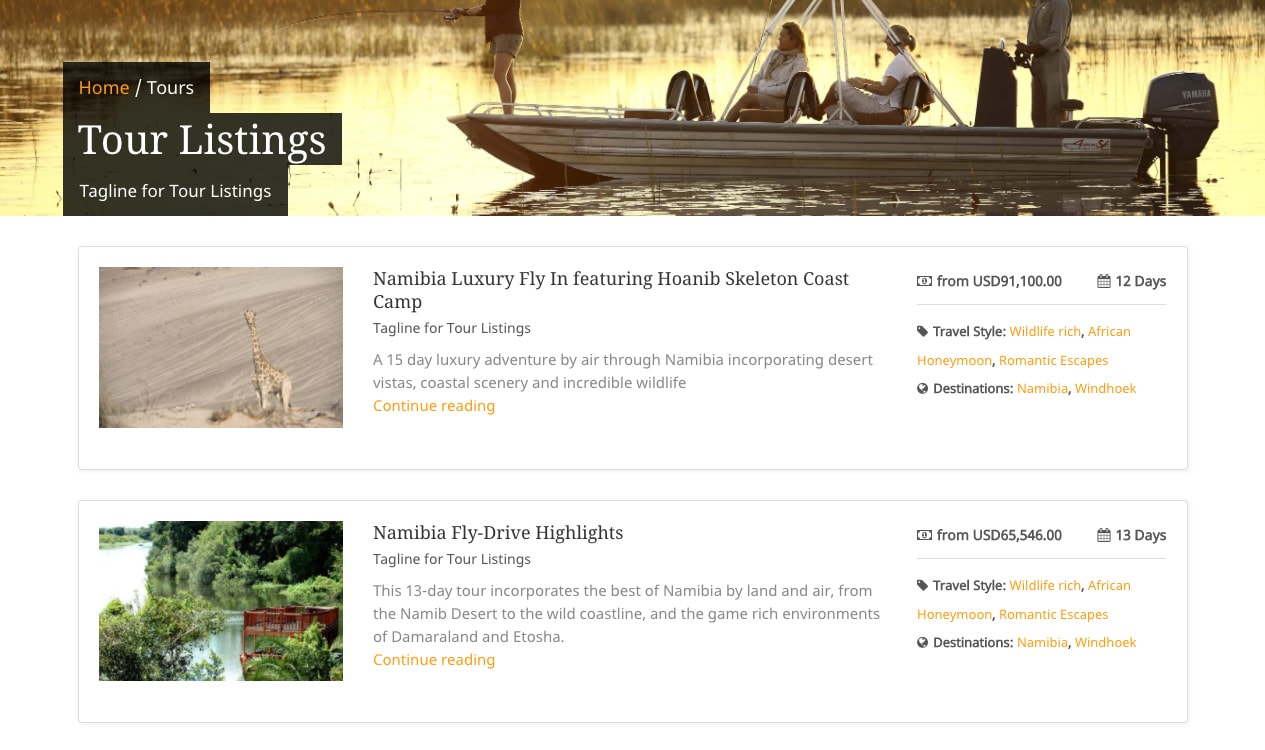 Home / Tours
Tour Listings
Tagline for Tour Listings
YAMAHA
Namibia Luxury Fly In featuring Hoanib Skeleton Coast
Camp
Tagline for Tour Listings
A 15 day luxury adventure by air through Namibia incorporating desert
vistas, coastal scenery and incredible wildlife
Continue reading
from USD91,100.00 12 Days
Travel Style: Wildlife rich, African
Honeymoon, Romantic Escapes
Destinations: Namibia, Windhoek
Namibia Fly-Drive Highlights
Tagline for Tour Listings
This 13-day tour incorporates the best of Namibia by land and air, from
the Namib Desert to the wild coastline, and the game rich environments
of Damaraland and Etosha.
Continue reading
from USD65,546.00 13 Days
Travel Style: Wildlife rich, African
Honeymoon, Romantic Escapes
Destinations: Namibia, Windhoek